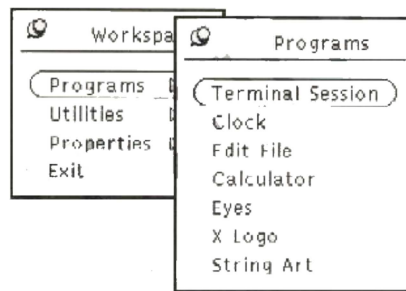 Workspa
Programs
Utilities
Properties
Exit
Programs
Terminal Session
Clock
Edit File
Calculator
Eyes
X Logo
String Art